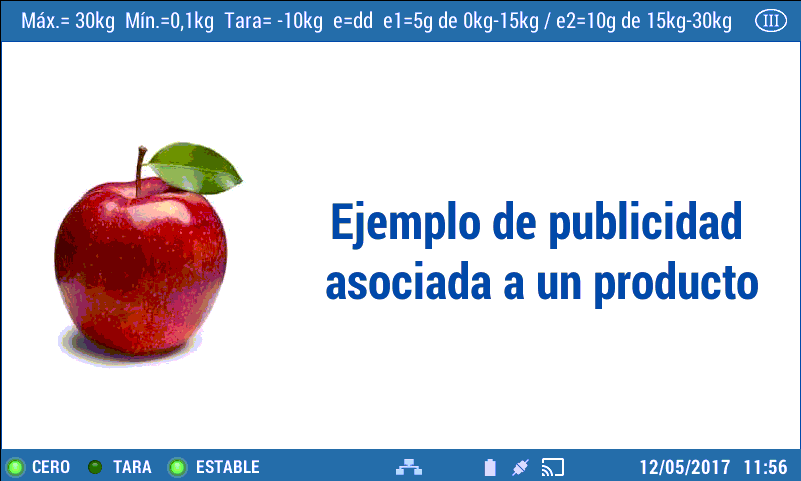 Máx.= 30kg Mín.=0,1kg Tara= -10kg e=dd e1=5g de 0kg-15kg / e2=10g de 15kg-30kg III
Ejemplo de publicidad
asociada a un producto
CERO TARA ESTABLE 12/05/2017 11:56